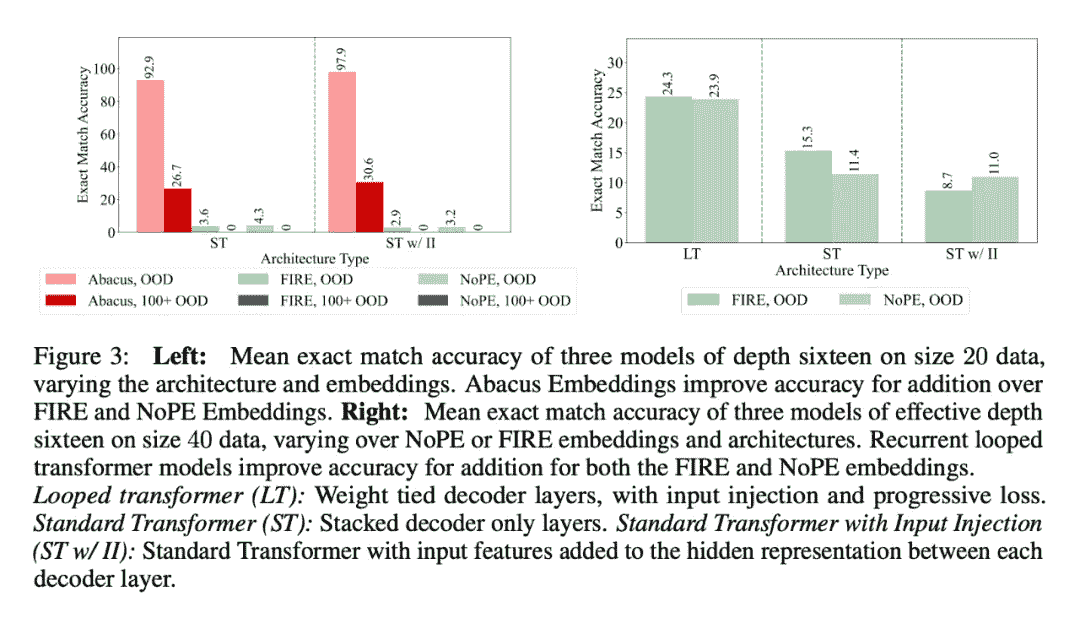 Exact Match Accuracy
100
80
60
40
20
0
92.9
26.7
3.6
0
4.3
0
97.9
30.6
2.9
0
3.2
0
ST
ST w/ II
Architecture Type
Abacus, OOD
FIRE, OOD
NoPE, OOD
Abacus, 100+ OOD
FIRE, 100+ OOD
NoPE, 100+ OOD
Exact Match Accuracy
30
25
20
15
10
5
0
24.3
23.9
15.3
11.4
8.7
11.0
LT
ST
ST w/ II
Architecture Type
FIRE, OOD
NoPE, OOD
Figure 3: Left: Mean exact match accuracy of three models of depth sixteen on size 20 data,
varying the architecture and embeddings. Abacus Embeddings improve accuracy for addition over
FIRE and NoPE Embeddings. Right: Mean exact match accuracy of three models of effective depth
sixteen on size 40 data, varying over NoPE or FIRE embeddings and architectures. Recurrent looped
transformer models improve accuracy for addition for both the FIRE and NoPE embeddings.
Looped transformer (LT): Weight tied decoder layers, with input injection and progressive loss.
Standard Transformer (ST): Stacked decoder only layers. Standard Transformer with Input Injection
(ST w/ II): Standard Transformer with input features added to the hidden representation between each
decoder layer.